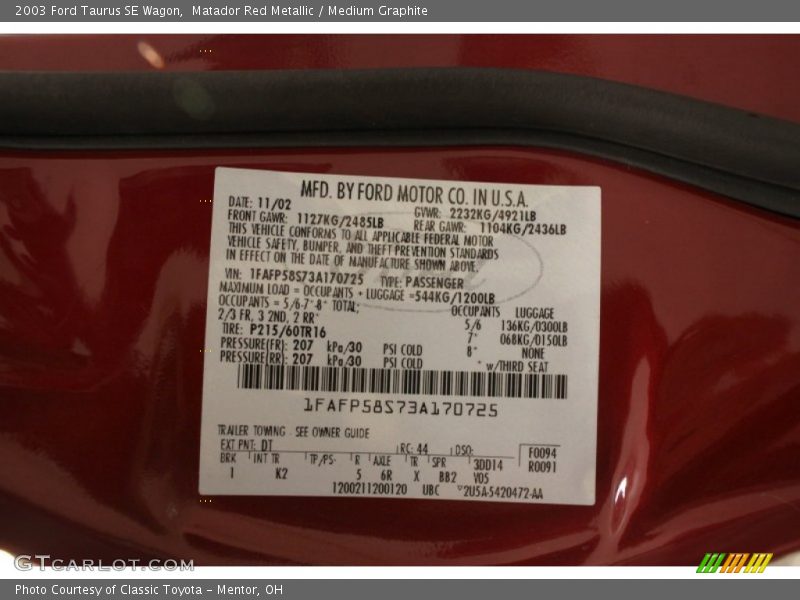 2003 Ford Taurus SE Wagon, Matador Red Metallic / Medium Graphite
MFD. BY FORD MOTOR CO. IN U.S.A.
DATE: 11/02 GVWR: 2232KG/4921LB
FRONT GAWR: 1127KG/2485LB REAR GAWR: 1104KG/2436LB
THIS VEHICLE CONFORMS TO ALL APPLICABLE FEDERAL MOTOR
VEHICLE SAFETY, BUMPER, AND THEFT PREVENTION STANDARDS
IN EFFECT ON THE DATE OF MANUFACTURE SHOWN ABOVE.
VIN: 1FAFP58S73A170725 TYPE: PASSENGER
MAXIMUM LOAD = OCCUPANTS + LUGGAGE =544KG/1200LB
OCCUPANTS = 5/6-7*-8* TOTAL; OCCUPANTS LUGGAGE
2/3 FR, 3 2ND, 2 RR* 5/6 136KG/0300LB
TIRE: P215/60TR16 7* 068KG/0150LB
PRESSURE(FR): 207 kPa/30 PSI COLD 8* NONE
PRESSURE(RR): 207 kPa/30 PSI COLD * w/THIRD SEAT
1FAFP58S73A170725
TRAILER TOWING - SEE OWNER GUIDE
EXT PNT: DT RC: 44 DSO: F0094
BRK INT TR TP/PS R AXLE TR SPR 3DD14 R0091
1 K2 5 6R X BB2 V05
1200211200120 UBC 2U5A-5420472-AA
GTCARLOT.COM
Photo Courtesy of Classic Toyota - Mentor, OH